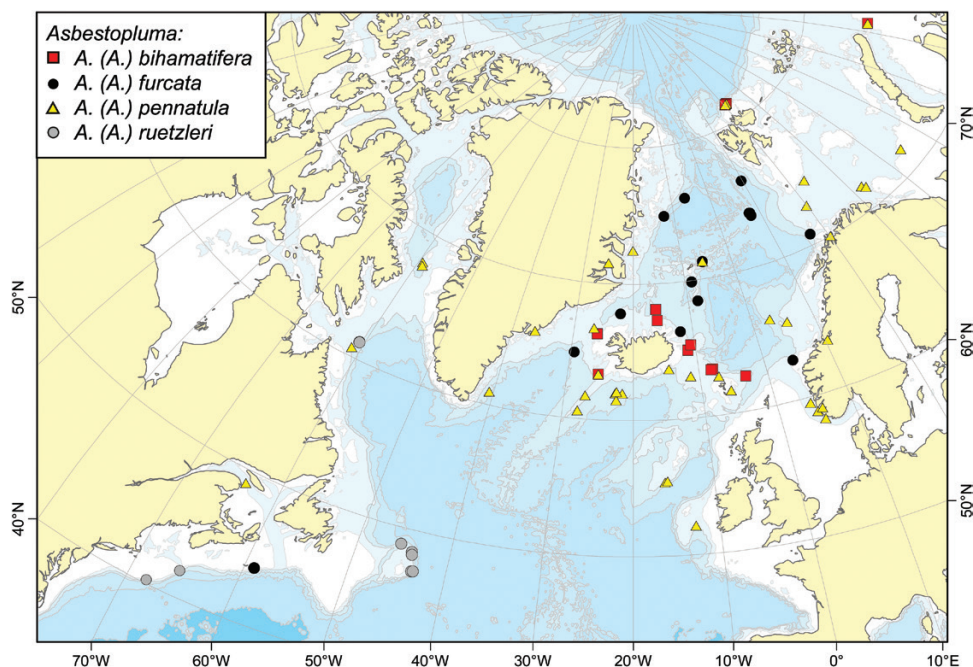 Asbestopluma:
A. (A.) bihamatifera
A. (A.) furcata
A. (A.) pennatula
A. (A.) ruetzleri
70°N
50°N
60°N
40°N
50°N
70°W 60°W 50°W 40°W 30°W 20°W 10°W 0° 10°E